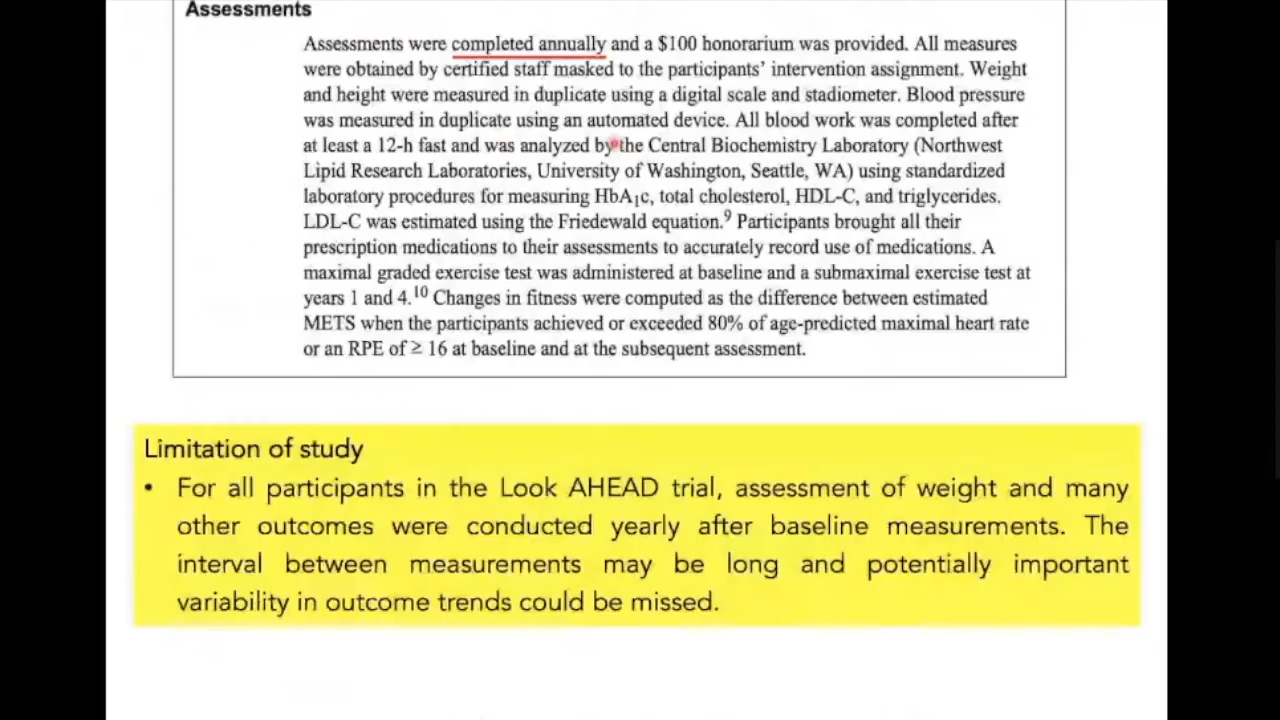 Assessments
Assessments were completed annually and a $100 honorarium was provided. All measures
were obtained by certified staff masked to the participants' intervention assignment. Weight
and height were measured in duplicate using a digital scale and stadiometer. Blood pressure
was measured in duplicate using an automated device. All blood work was completed after
at least a 12-h fast and was analyzed by the Central Biochemistry Laboratory (Northwest
Lipid Research Laboratories, University of Washington, Seattle, WA) using standardized
laboratory procedures for measuring HbA₁c, total cholesterol, HDL-C, and triglycerides.
LDL-C was estimated using the Friedewald equation.⁹ Participants brought all their
prescription medications to their assessments to accurately record use of medications. A
maximal graded exercise test was administered at baseline and a submaximal exercise test at
years 1 and 4.¹⁰ Changes in fitness were computed as the difference between estimated
METS when the participants achieved or exceeded 80% of age-predicted maximal heart rate
or an RPE of ≥ 16 at baseline and at the subsequent assessment.
Limitation of study
• For all participants in the Look AHEAD trial, assessment of weight and many
other outcomes were conducted yearly after baseline measurements. The
interval between measurements may be long and potentially important
variability in outcome trends could be missed.